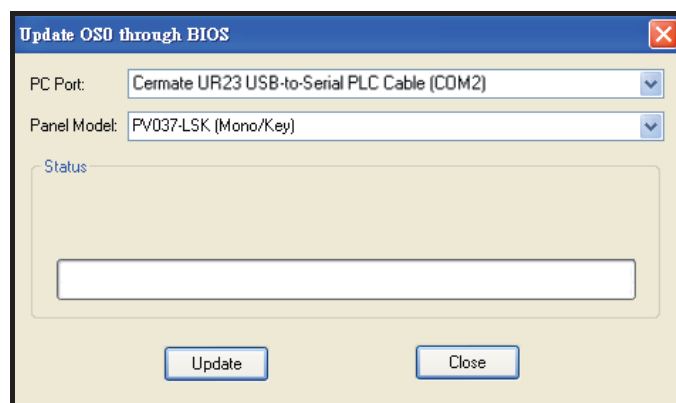 Update OS0 through BIOS
PC Port: Cermate UR23 USB-to-Serial PLC Cable (COM2)
Panel Model: PV037-LSK (Mono/Key)
Status
Update Close